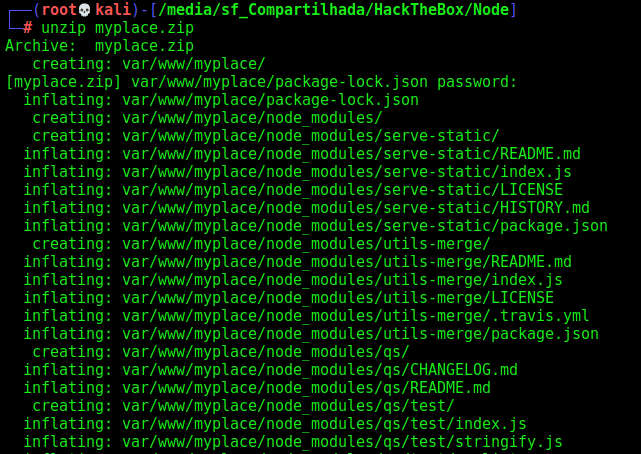 ┌──(root💀kali)-[/media/sf_Compartilhada/HackTheBox/Node]
└─# unzip myplace.zip
Archive:  myplace.zip
   creating: var/www/myplace/
[myplace.zip] var/www/myplace/package-lock.json password:
  inflating: var/www/myplace/package-lock.json
   creating: var/www/myplace/node_modules/
   creating: var/www/myplace/node_modules/serve-static/
  inflating: var/www/myplace/node_modules/serve-static/README.md
  inflating: var/www/myplace/node_modules/serve-static/index.js
  inflating: var/www/myplace/node_modules/serve-static/LICENSE
  inflating: var/www/myplace/node_modules/serve-static/HISTORY.md
  inflating: var/www/myplace/node_modules/serve-static/package.json
   creating: var/www/myplace/node_modules/utils-merge/
  inflating: var/www/myplace/node_modules/utils-merge/README.md
  inflating: var/www/myplace/node_modules/utils-merge/index.js
  inflating: var/www/myplace/node_modules/utils-merge/LICENSE
  inflating: var/www/myplace/node_modules/utils-merge/.travis.yml
  inflating: var/www/myplace/node_modules/utils-merge/package.json
   creating: var/www/myplace/node_modules/qs/
  inflating: var/www/myplace/node_modules/qs/CHANGELOG.md
  inflating: var/www/myplace/node_modules/qs/README.md
   creating: var/www/myplace/node_modules/qs/test/
  inflating: var/www/myplace/node_modules/qs/test/index.js
  inflating: var/www/myplace/node_modules/qs/test/stringify.js